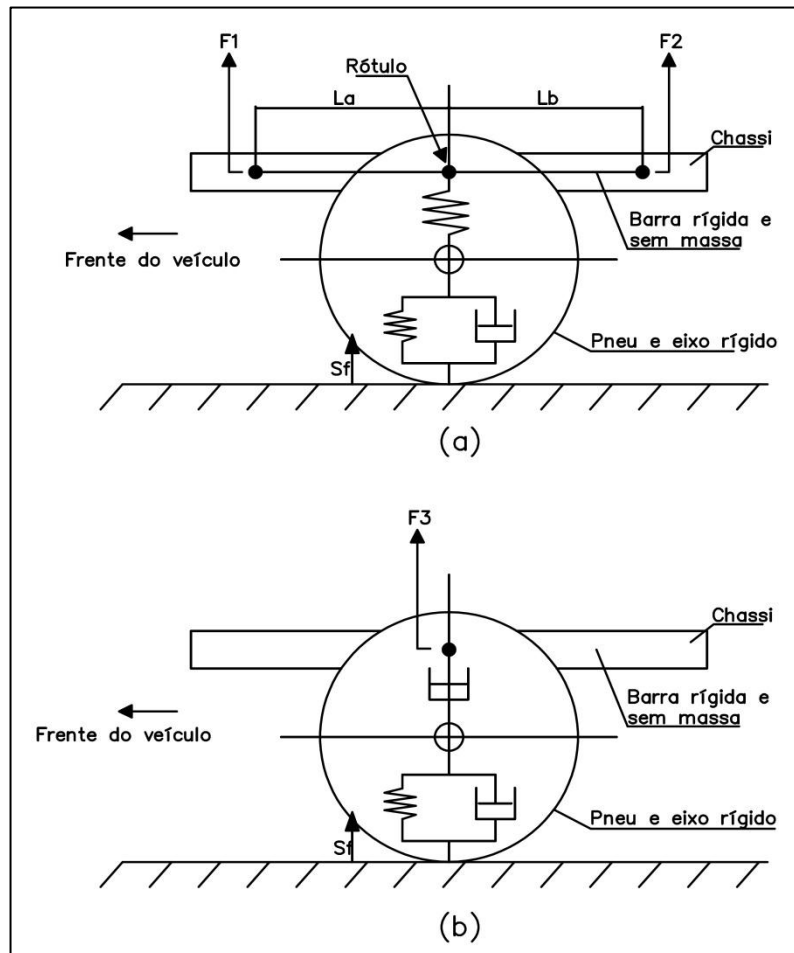 F1
F2
Rótulo
La
Lb
Chassi
Barra rígida e
sem massa
Frente do veículo
Pneu e eixo rígido
Sf
(a)
F3
Chassi
Barra rígida e
sem massa
Frente do veículo
Pneu e eixo rígido
Sf
(b)